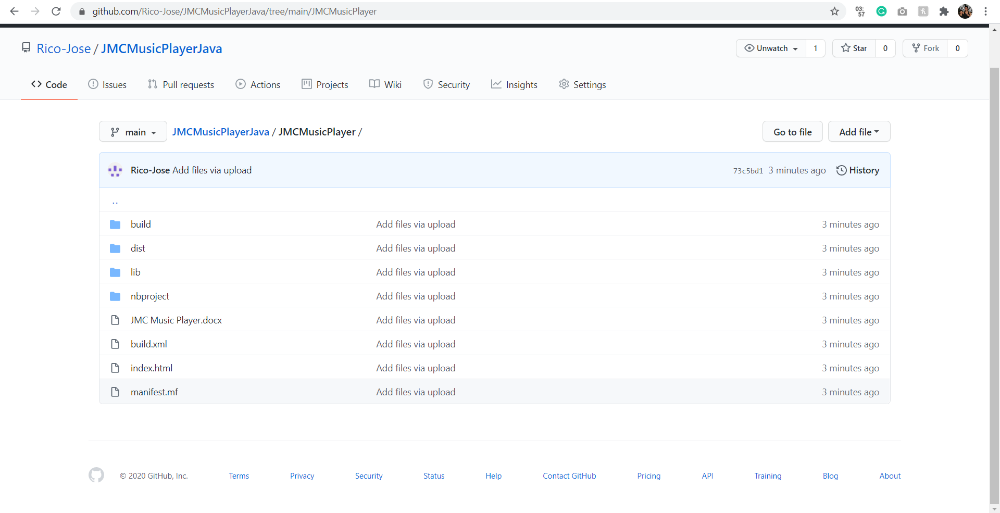 github.com/Rico-Jose/JMCMusicPlayerJava/tree/main/JMCMusicPlayer
03:
57
Rico-Jose / JMCMusicPlayerJava
Unwatch 1 Star 0 Fork 0
Code Issues Pull requests Actions Projects Wiki Security Insights Settings
main JMCMusicPlayerJava / JMCMusicPlayer / Go to file Add file
Rico-Jose Add files via upload 73c5bd1 3 minutes ago History
..
build Add files via upload 3 minutes ago
dist Add files via upload 3 minutes ago
lib Add files via upload 3 minutes ago
nbproject Add files via upload 3 minutes ago
JMC Music Player.docx Add files via upload 3 minutes ago
build.xml Add files via upload 3 minutes ago
index.html Add files via upload 3 minutes ago
manifest.mf Add files via upload 3 minutes ago
© 2020 GitHub, Inc. Terms Privacy Security Status Help Contact GitHub Pricing API Training Blog About